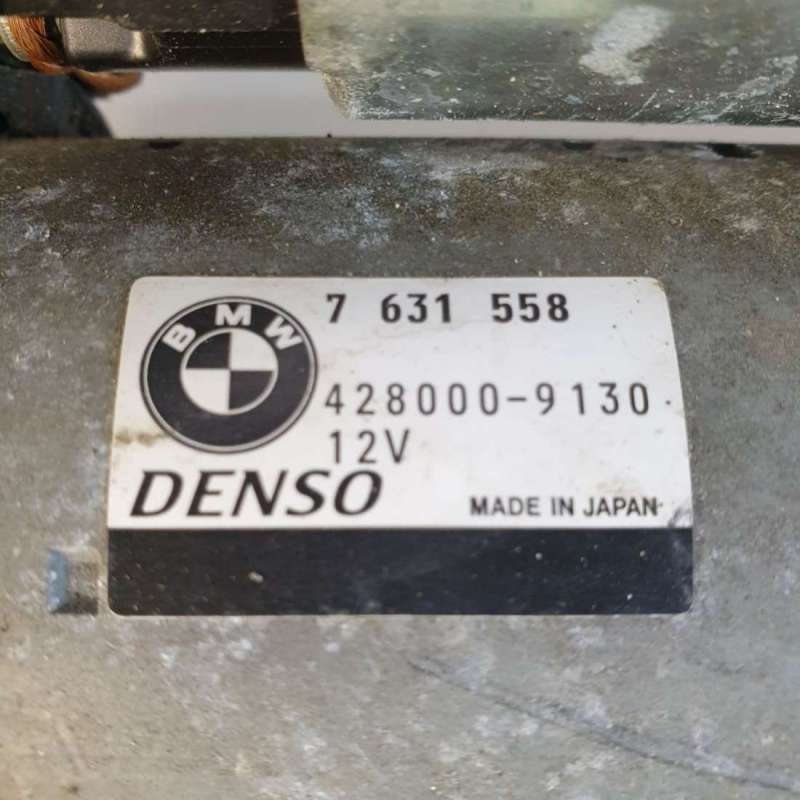 BMW
7 631 558
428000-9130
12V
DENSO
MADE IN JAPAN